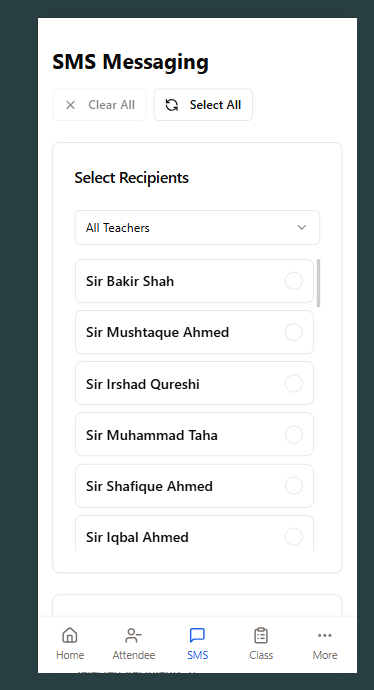 SMS Messaging
Clear All
Select All
Select Recipients
All Teachers
Sir Bakir Shah
Sir Mushtaque Ahmed
Sir Irshad Qureshi
Sir Muhammad Taha
Sir Shafique Ahmed
Sir Iqbal Ahmed
Home
Attendee
SMS
Class
More